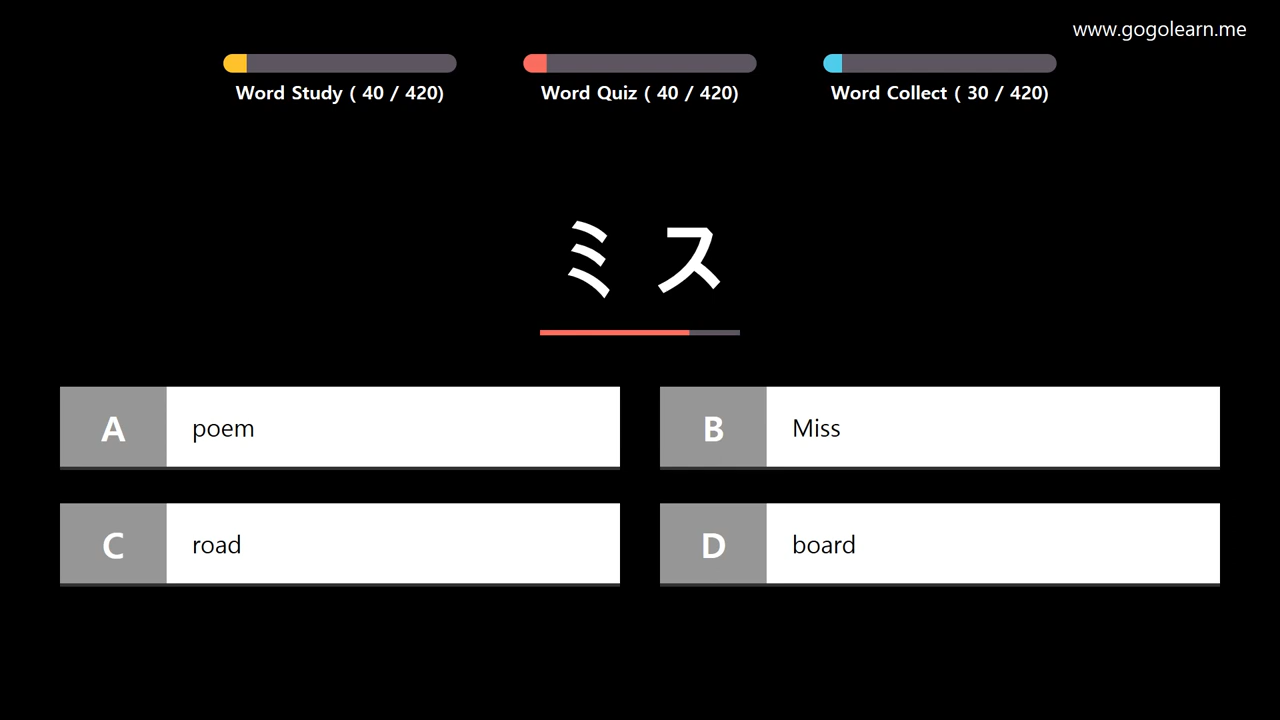 www.gogolearn.me
Word Study ( 40 / 420)
Word Quiz ( 40 / 420)
Word Collect ( 30 / 420)
ミス
A poem
B Miss
C road
D board